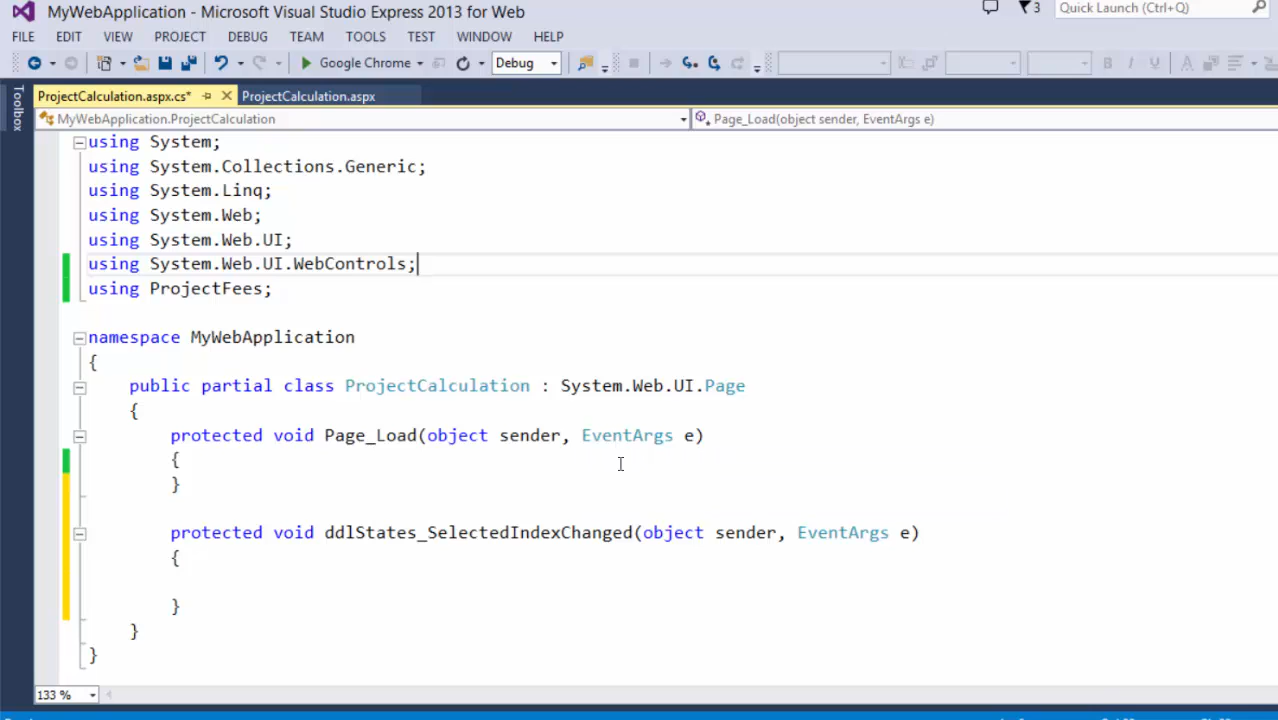 MyWebApplication - Microsoft Visual Studio Express 2013 for Web
3
Quick Launch (Ctrl+Q)
FILE EDIT VIEW PROJECT DEBUG TEAM TOOLS TEST WINDOW HELP
Google Chrome Debug B I U A
Toolbox
ProjectCalculation.aspx.cs* ProjectCalculation.aspx
MyWebApplication.ProjectCalculation Page_Load(object sender, EventArgs e)
using System;
using System.Collections.Generic;
using System.Linq;
using System.Web;
using System.Web.UI;
using System.Web.UI.WebControls;
using ProjectFees;
namespace MyWebApplication
{
public partial class ProjectCalculation : System.Web.UI.Page
{
protected void Page_Load(object sender, EventArgs e)
{
}
protected void ddlStates_SelectedIndexChanged(object sender, EventArgs e)
{
}
}
}
133 %